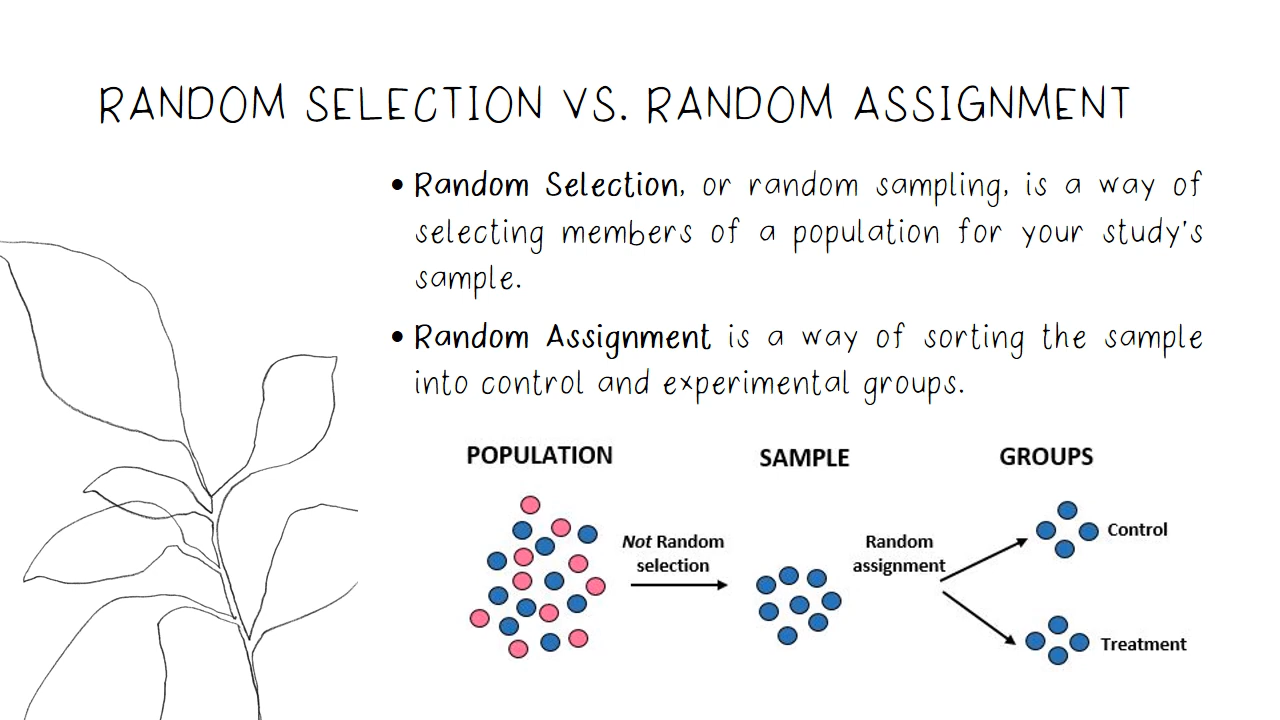 RANDOM SELECTION VS. RANDOM ASSIGNMENT
• Random Selection, or random sampling, is a way of
selecting members of a population for your study's
sample.
• Random Assignment is a way of sorting the sample
into control and experimental groups.
POPULATION
SAMPLE
GROUPS
Not Random
selection
Random
assignment
Control
Treatment